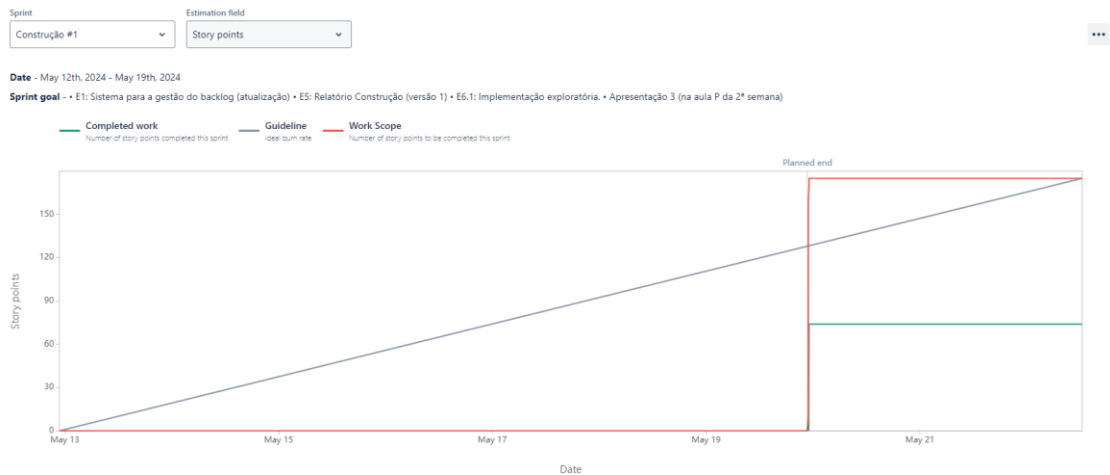 Sprint
Estimation field
Construção #1
Story points
Date - May 12th, 2024 - May 19th, 2024
Sprint goal - • E1: Sistema para a gestão do backlog (atualização) • E5: Relatório Construção (versão 1) • E6.1: Implementação exploratória. • Apresentação 3 (na aula P da 2ª semana)
Completed work
Number of story points completed this sprint
Guideline
Ideal burn rate
Work Scope
Number of story points to be completed this sprint
Planned end
Story points
150
120
90
60
30
0
May 13
May 15
May 17
May 19
May 21
Date